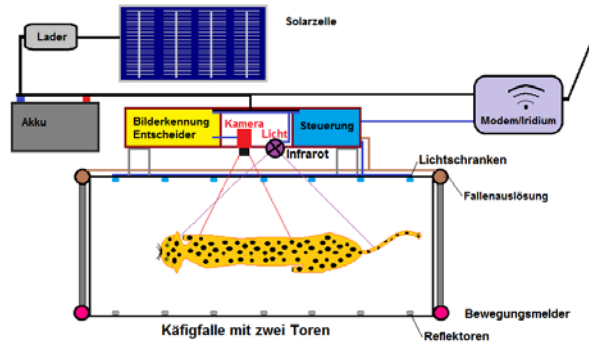 Solarzelle
Lader
Akku
Bilderkennung
Entscheider
Kamera
Licht
Steuerung
Infrarot
Modem/Iridium
Lichtschranken
Fallenauslösung
Bewegungsmelder
Käfigfalle mit zwei Toren
Reflektoren